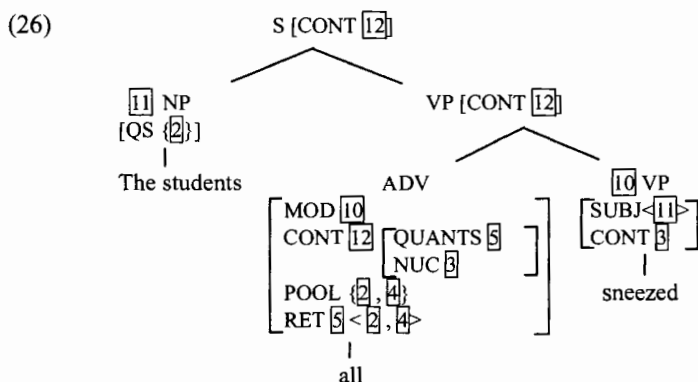 (26) S [CONT 12]
11 NP VP [CONT 12]
[QS {2}]
The students ADV 10 VP
MOD 10 SUBJ<11>
CONT 12 QUANTS 5 CONT 3
NUC 3
sneezed
POOL {2, 4}
RET 5 < 2, 4>
all